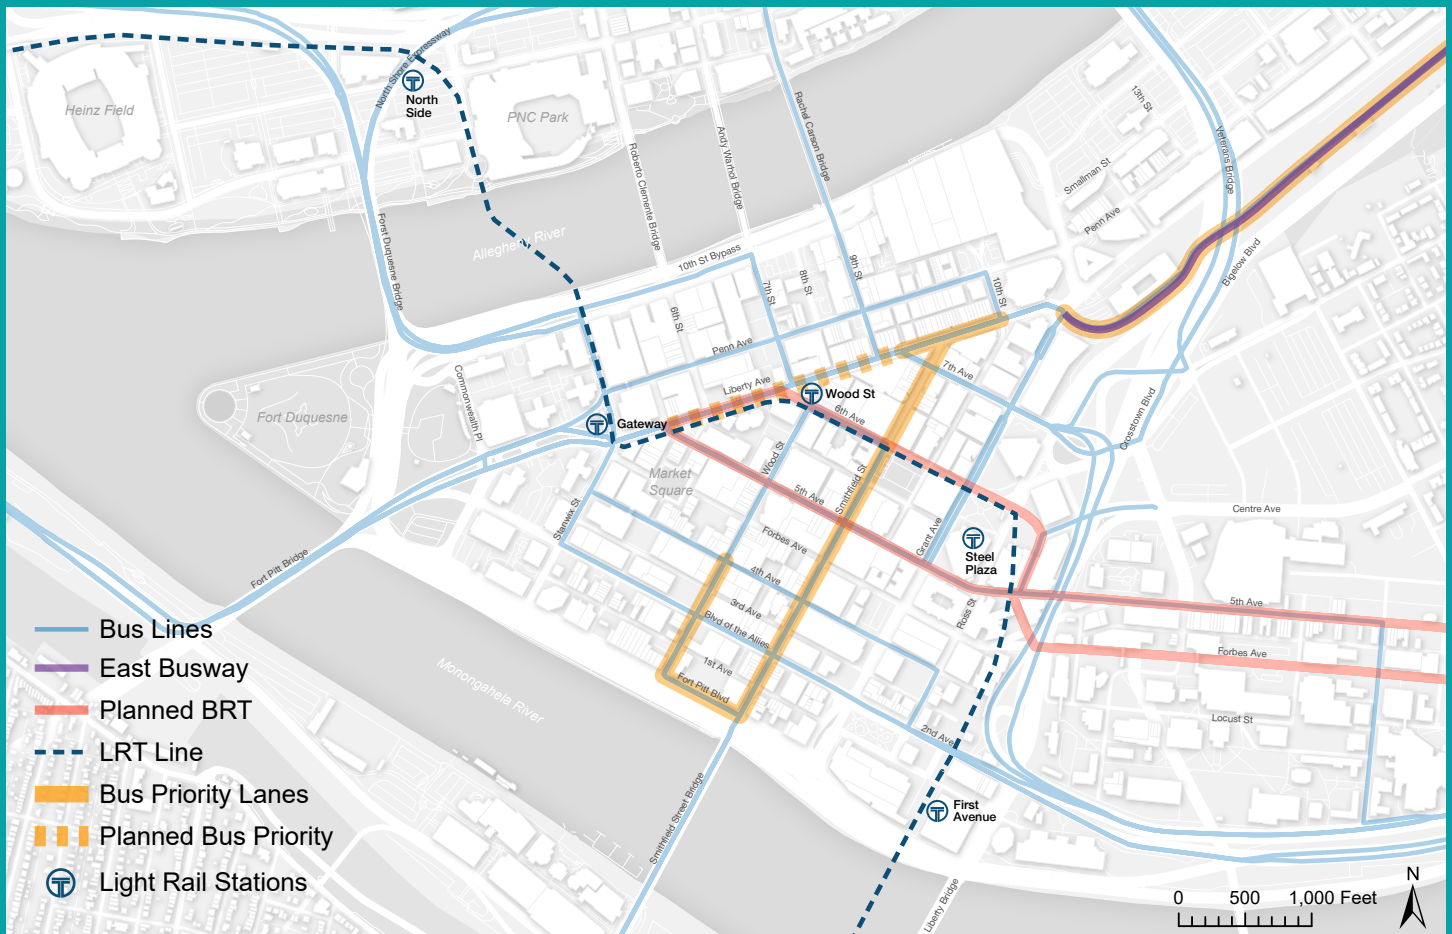 Heinz Field
North Shore Expressway
North
Side
PNC Park
Roberto Clemente Bridge
Andy Warhol Bridge
Rachel Carson Bridge
13th St
Veterans Bridge
Smallman St
Penn Ave
Bigelow Blvd
Forst Duquesne Bridge
Allegheny River
10th St Bypass
6th St
7th St
8th St
9th St
10th St
Penn Ave
Liberty Ave
7th Ave
Wood St
6th Ave
Crosstown Blvd
Commonwealth Pl
Fort Duquesne
Gateway
Market
Square
Wood St
5th Ave
Smithfield St
Grant Ave
Centre Ave
Stanwix St
Forbes Ave
Steel
Plaza
4th Ave
3rd Ave
Ross St
5th Ave
Fort Pitt Bridge
Blvd of the Allies
Forbes Ave
1st Ave
Fort Pitt Blvd
Monongahela River
Locust St
2nd Ave
Smithfield Street Bridge
First
Avenue
Liberty Bridge
Bus Lines
East Busway
Planned BRT
LRT Line
Bus Priority Lanes
Planned Bus Priority
Light Rail Stations
N
0 500 1,000 Feet